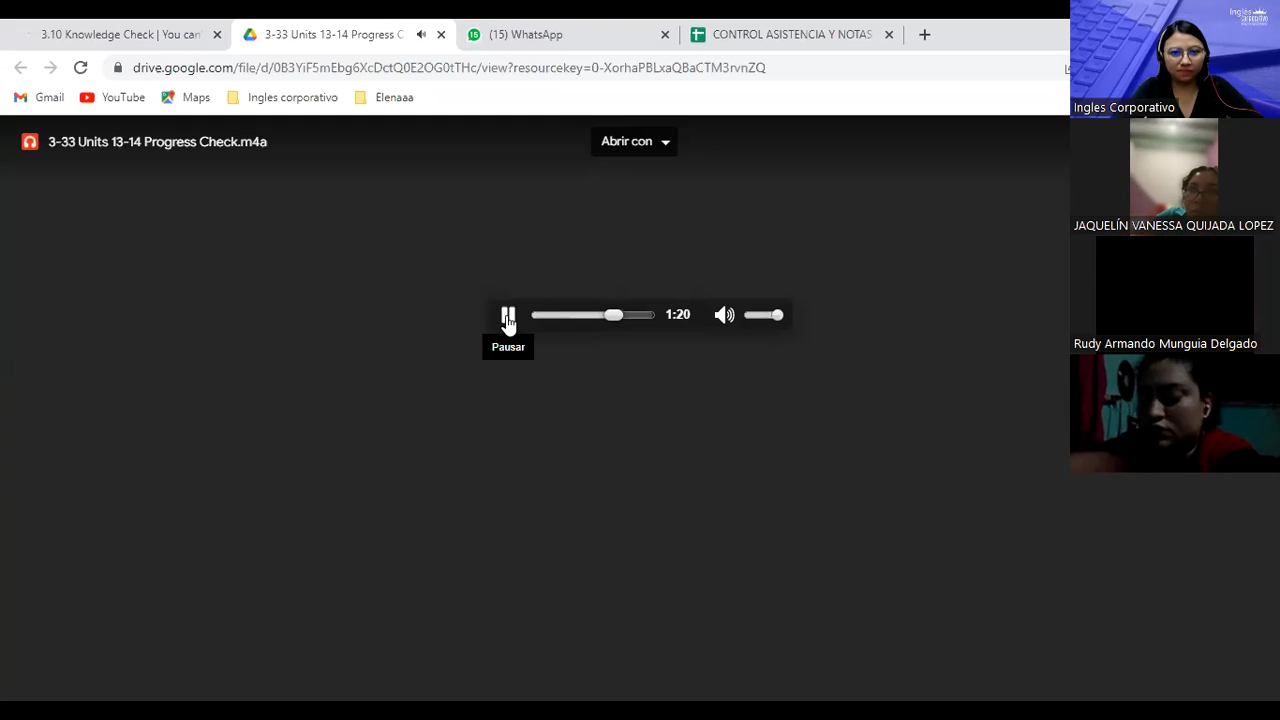 3.10 Knowledge Check | You can'
3-33 Units 13-14 Progress C
(15) WhatsApp
CONTROL ASISTENCIA Y NOTAS
drive.google.com/file/d/0B3YiF5mEbg6XcDctQ0E2OG0tTHc/view?resourcekey=0-XorhaPBLxaQBaCTM3rvnZQ
Gmail
YouTube
Maps
Ingles corporativo
Elenaaa
3-33 Units 13-14 Progress Check.m4a
Abrir con
1:20
Pausar
Inglés
Ingles Corporativo
JAQUELÍN VANESSA QUIJADA LOPEZ
Rudy Armando Munguia Delgado